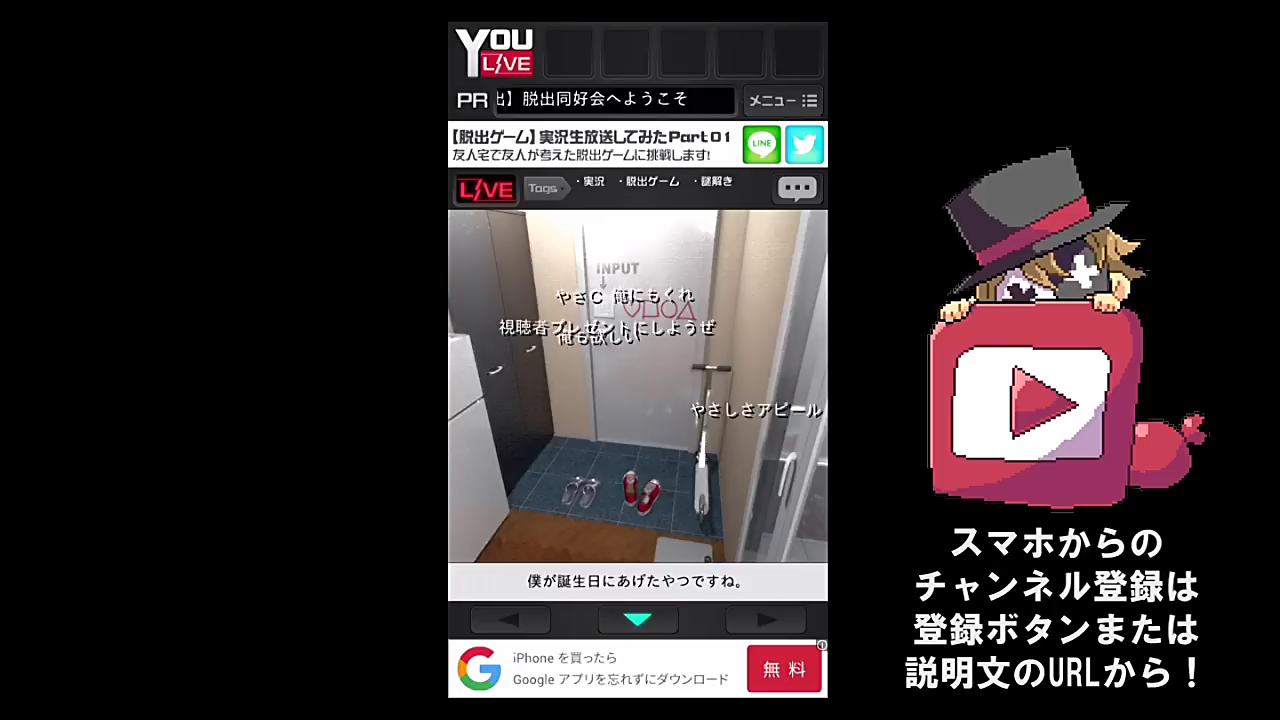 YOU
LIVE
PR
出】脱出同好会へようこそ
メニュー
【脱出ゲーム】実況生放送してみたPart01
友人宅で友人が考えた脱出ゲームに挑戦します!
LINE
LIVE
Tags
・実況 ・脱出ゲーム ・謎解き
INPUT
やさC 俺にもくれ
視聴者プレゼントにしようぜ
俺も欲しい
やさしさアピール
僕が誕生日にあげたやつですね。
iPhone を買ったら
Google アプリを忘れずにダウンロード
無料
スマホからの
チャンネル登録は
登録ボタンまたは
説明文のURLから！